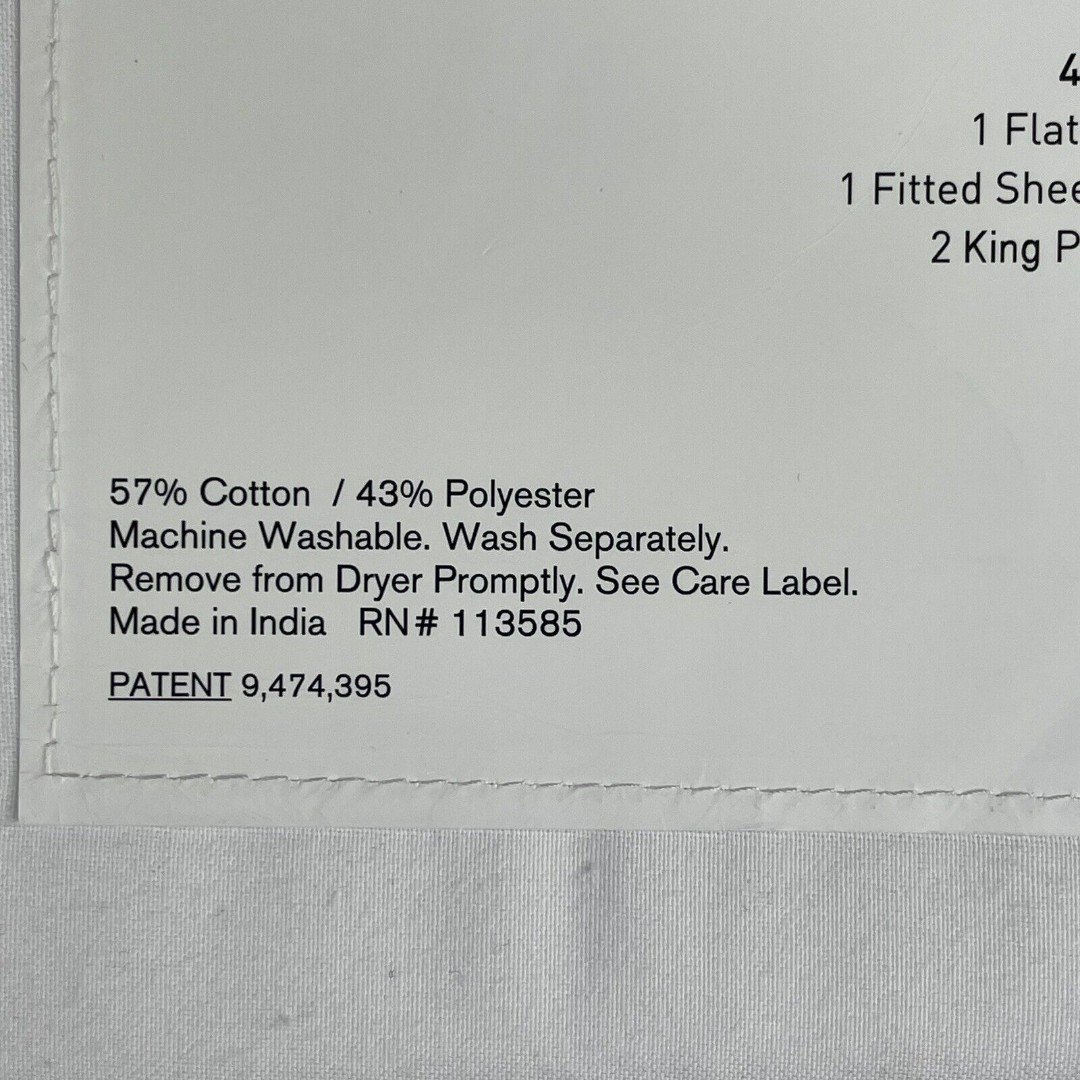 4
1 Flat
1 Fitted Shee
2 King P
57% Cotton / 43% Polyester
Machine Washable. Wash Separately.
Remove from Dryer Promptly. See Care Label.
Made in India RN# 113585
PATENT 9,474,395